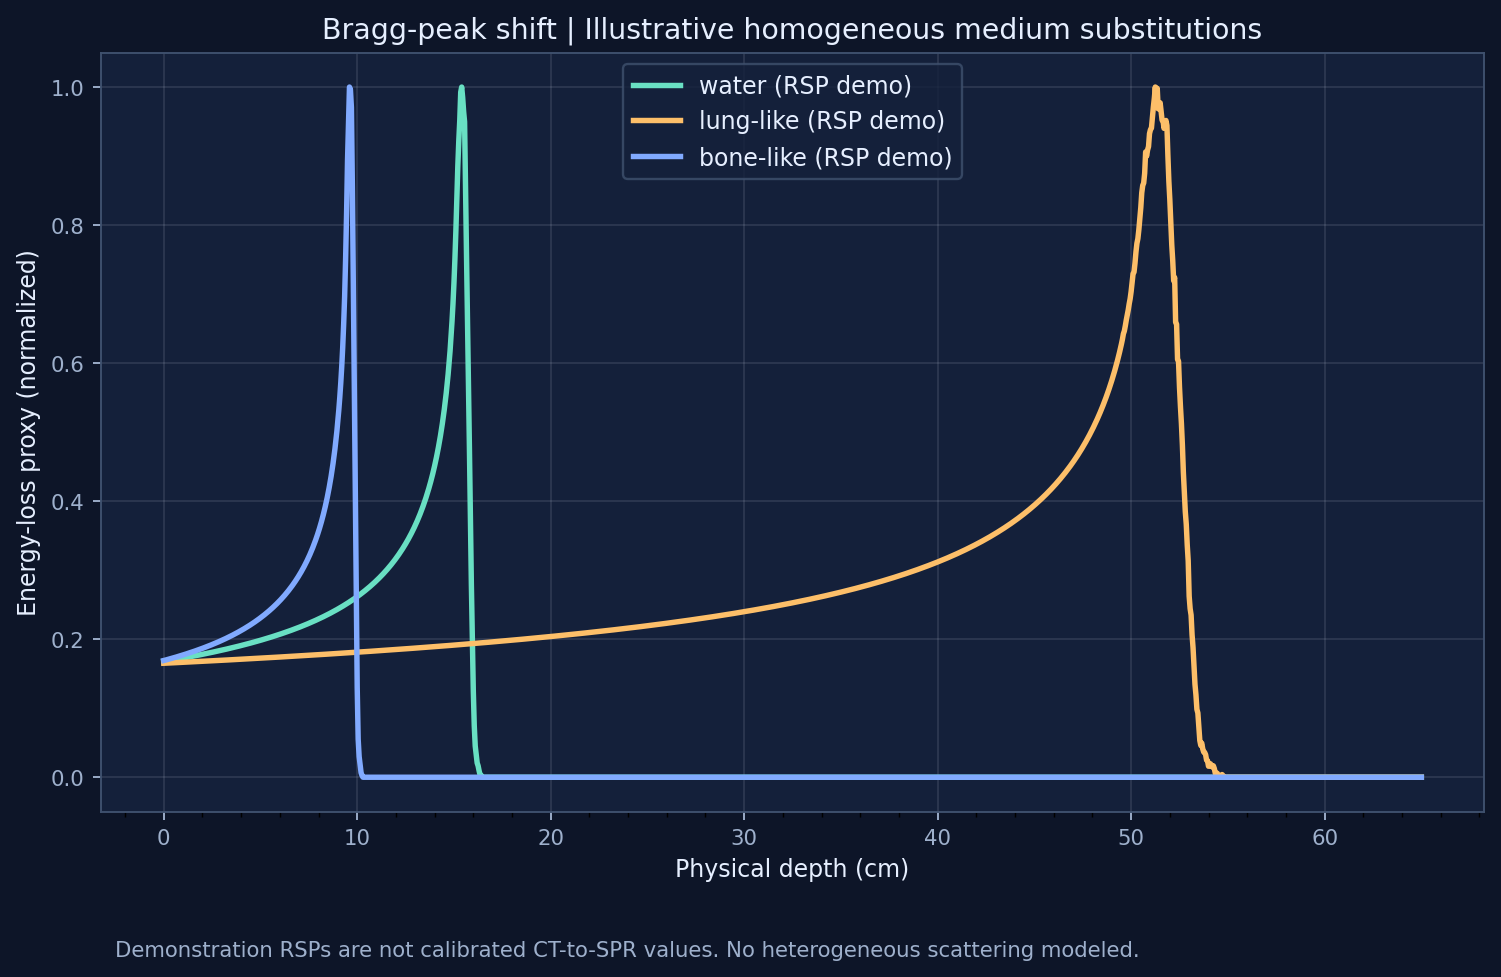 Bragg-peak shift | Illustrative homogeneous medium substitutions
water (RSP demo)
lung-like (RSP demo)
bone-like (RSP demo)
Energy-loss proxy (normalized)
1.0
0.8
0.6
0.4
0.2
0.0
0 10 20 30 40 50 60
Physical depth (cm)
Demonstration RSPs are not calibrated CT-to-SPR values. No heterogeneous scattering modeled.